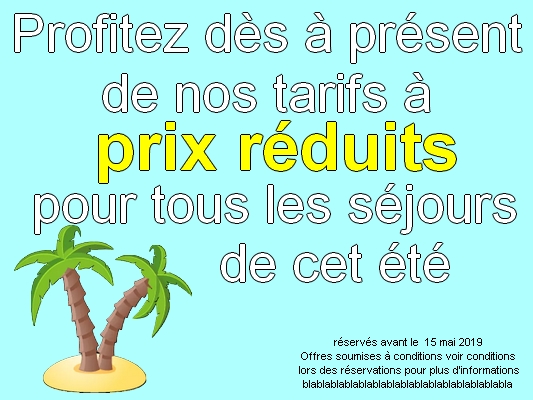 Profitez dès à présent
de nos tarifs à
prix réduits
pour tous les séjours
de cet été
réservés avant le 15 mai 2019
Offres soumises à conditions voir conditions
lors des réservations pour plus d'informations
blablablablablablablablablablablablablablabla